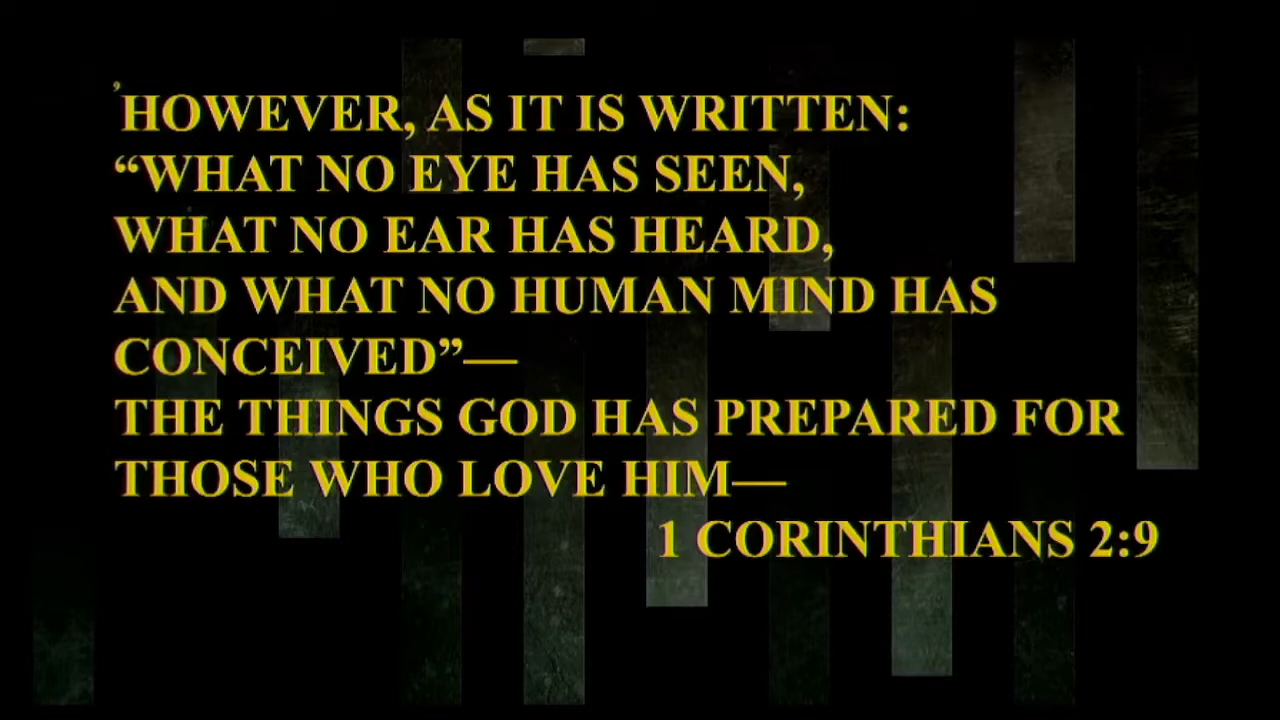 ’HOWEVER, AS IT IS WRITTEN:
“WHAT NO EYE HAS SEEN,
WHAT NO EAR HAS HEARD,
AND WHAT NO HUMAN MIND HAS
CONCEIVED”—
THE THINGS GOD HAS PREPARED FOR
THOSE WHO LOVE HIM—
1 CORINTHIANS 2:9